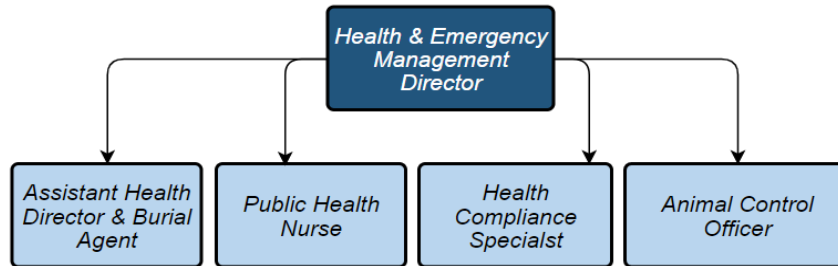 Health & Emergency
Management
Director
Assistant Health
Director & Burial
Agent
Public Health
Nurse
Health
Compliance
Specialst
Animal Control
Officer